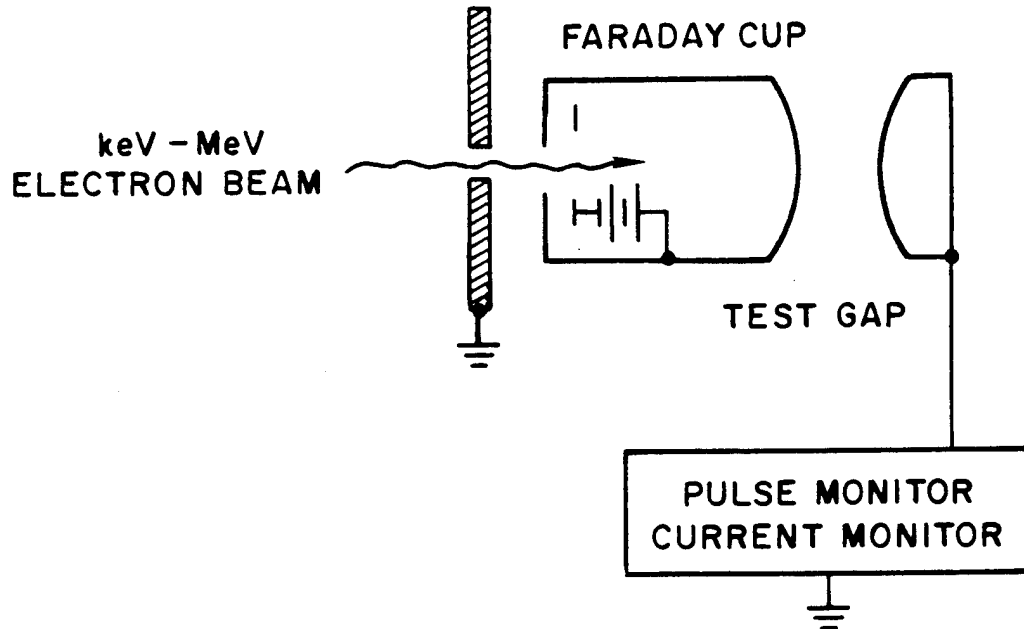 FARADAY CUP
keV - MeV
ELECTRON BEAM
TEST GAP
PULSE MONITOR
CURRENT MONITOR